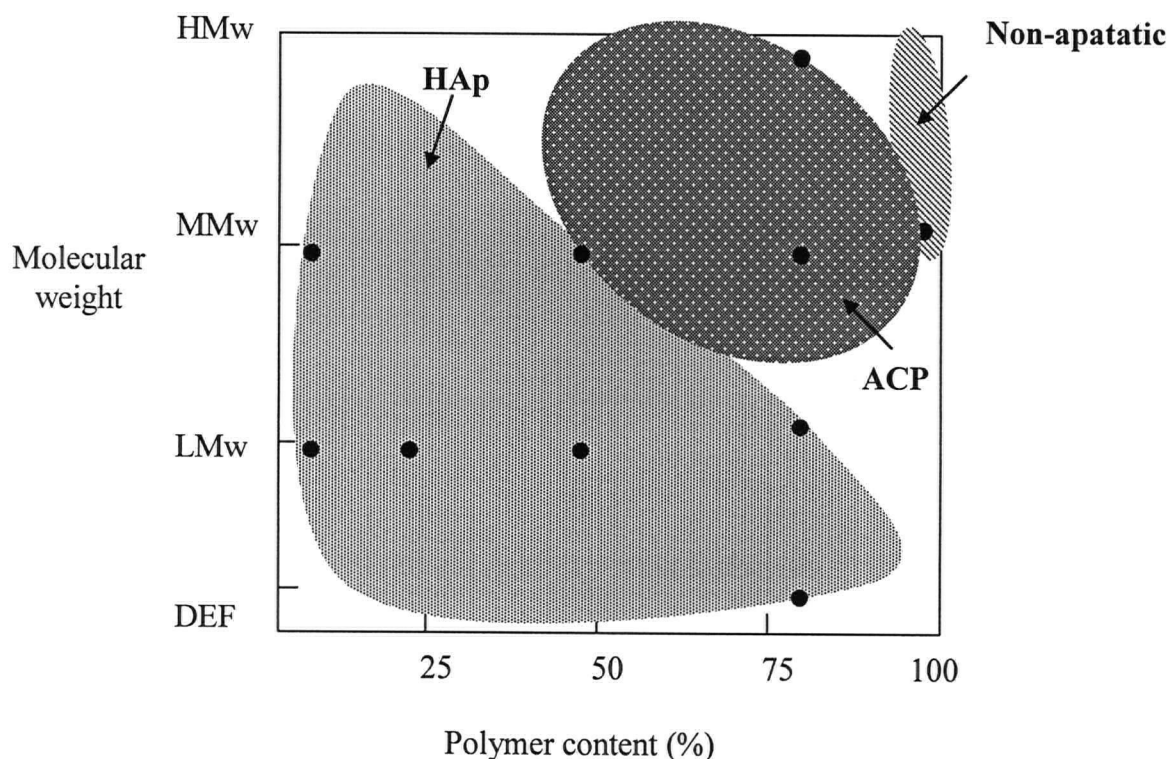 HMw
Non-apatatic
HAp
MMw
Molecular
weight
ACP
LMw
DEF
25
50
75
100
Polymer content (%)